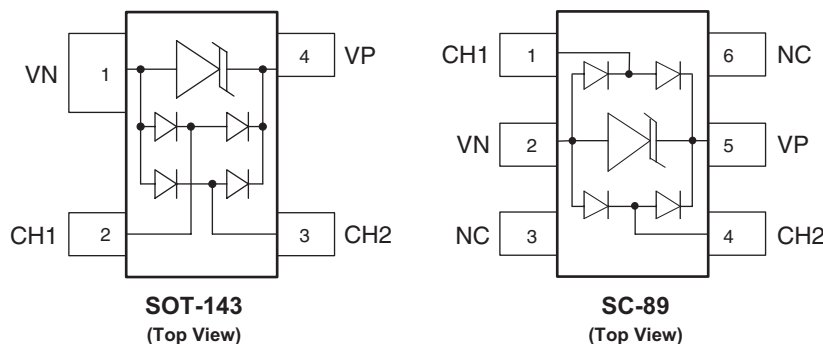 VN 1 4 VP
CH1 2 3 CH2
SOT-143
(Top View)
CH1 1 6 NC
VN 2 5 VP
NC 3 4 CH2
SC-89
(Top View)